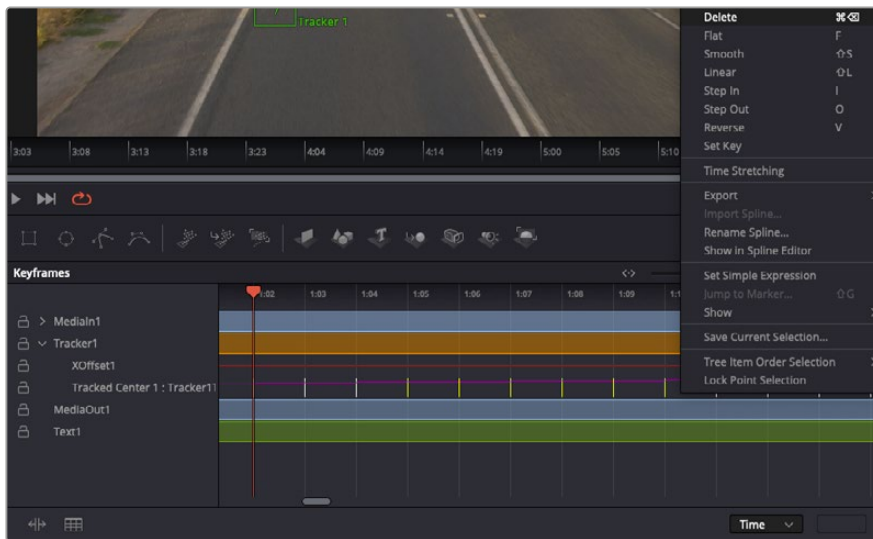 Tracker 1
3:03 3:08 3:13 3:18 3:23 4:04 4:09 4:14 4:19 5:00 5:05 5:10
Delete ⌘⌫
Flat F
Smooth ⇧S
Linear ⇧L
Step In I
Step Out O
Reverse V
Set Key
Time Stretching
Export
Import Spline...
Rename Spline...
Show in Spline Editor
Set Simple Expression
Jump to Marker... ⇧G
Show
Save Current Selection...
Tree Item Order Selection
Lock Point Selection
Keyframes
1:02 1:03 1:04 1:05 1:06 1:07 1:08 1:09
MediaIn1
Tracker1
XOffset1
Tracked Center 1 : Tracker1
MediaOut1
Text1
Time